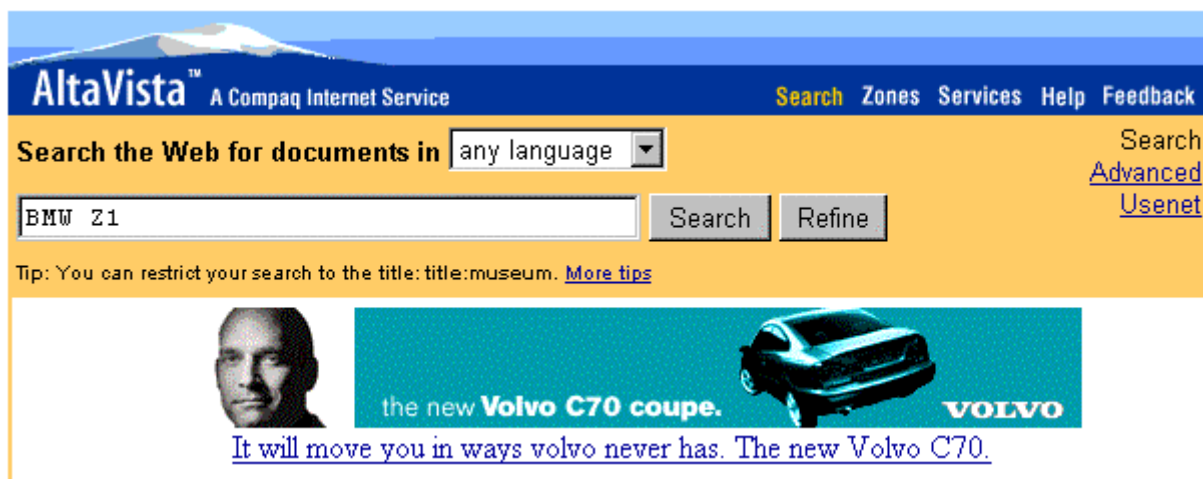 AltaVista™ A Compaq Internet Service Search Zones Services Help Feedback
Search the Web for documents in any language Search
Advanced
BMW Z1 Search Refine Usenet
Tip: You can restrict your search to the title: title:museum. More tips
the new Volvo C70 coupe. VOLVO
It will move you in ways volvo never has. The new Volvo C70.